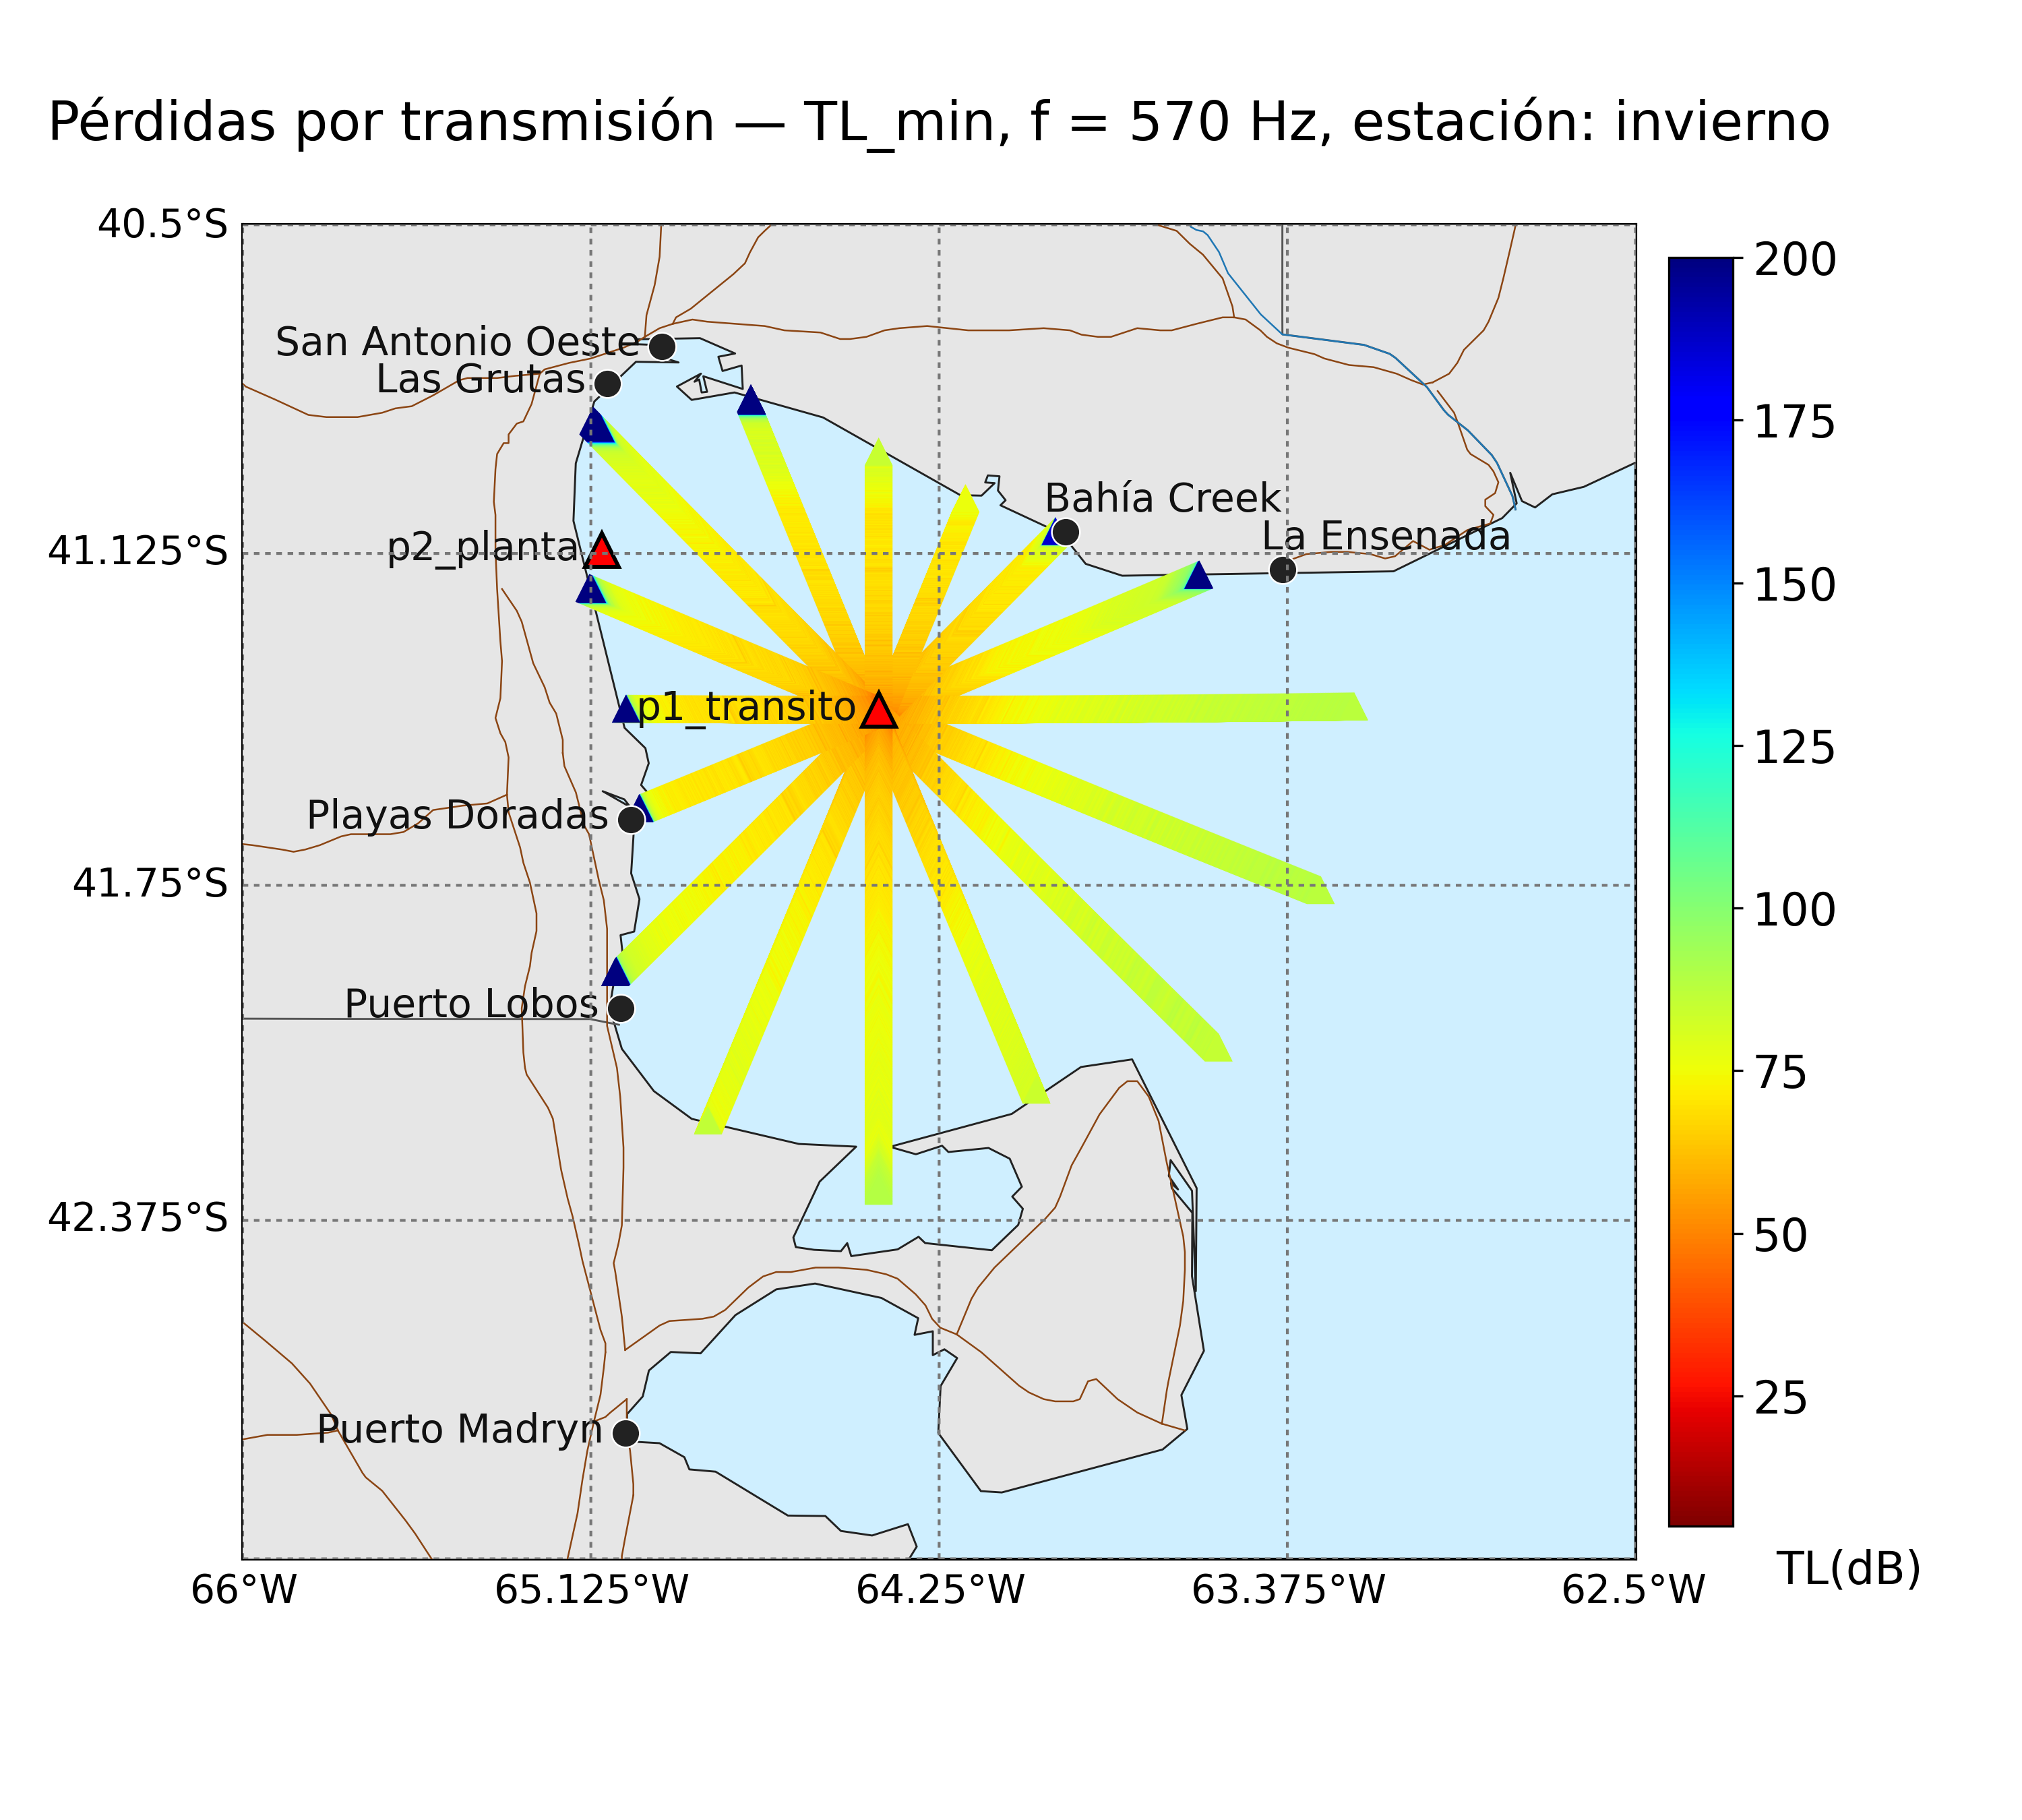 Pérdidas por transmisión — TL_min, f = 570 Hz, estación: invierno
40.5°S
200
San Antonio Oeste
Las Grutas
175
Bahía Creek
La Ensenada
p2_planta
41.125°S
150
p1_transito
125
Playas Doradas
41.75°S
100
Puerto Lobos
75
42.375°S
50
25
Puerto Madryn
TL(dB)
66°W
65.125°W
64.25°W
63.375°W
62.5°W